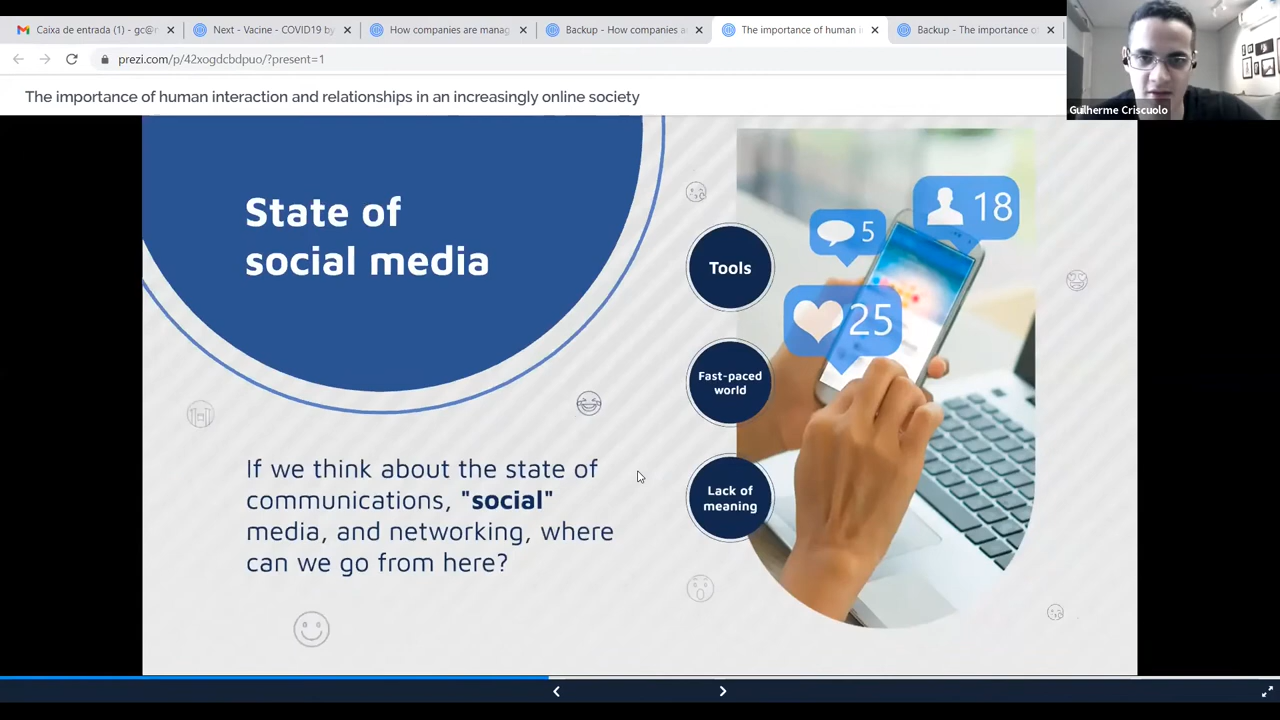 Caixa de entrada (1) - gc@r
Next - Vacine - COVID19 by
How companies are manag
Backup - How companies a
The importance of human i
Backup - The importance of
prezi.com/p/42xogdcbdpuo/?present=1
Guilherme Criscuolo
The importance of human interaction and relationships in an increasingly online society
State of
social media
18
5
25
Tools
Fast-paced
world
Lack of
meaning
If we think about the state of
communications, "social"
media, and networking, where
can we go from here?